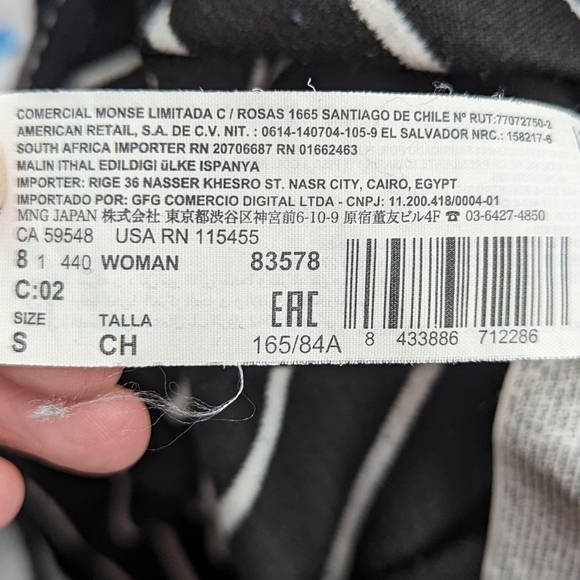 COMERCIAL MONSE LIMITADA C / ROSAS 1665 SANTIAGO DE CHILE Nº RUT:77072750-2
AMERICAN RETAIL, S.A. DE C.V. NIT. : 0614-140704-105-9 EL SALVADOR NRC.: 158217-6
SOUTH AFRICA IMPORTER RN 20706687 RN 01662463
MALIN ITHAL EDILDIGI üLKE ISPANYA
IMPORTER: RIGE 36 NASSER KHESRO ST. NASR CITY, CAIRO, EGYPT
IMPORTADO POR: GFG COMERCIO DIGITAL LTDA - CNPJ: 11.200.418/0004-01
MNG JAPAN 株式会社 東京都渋谷区神宮前6-10-9 原宿董友ビル4F ☎ 03-6427-4850
CA 59548 USA RN 115455
8 1 440 WOMAN 83578
C:02
SIZE TALLA EAC
S CH 165/84A 8 433886 712286